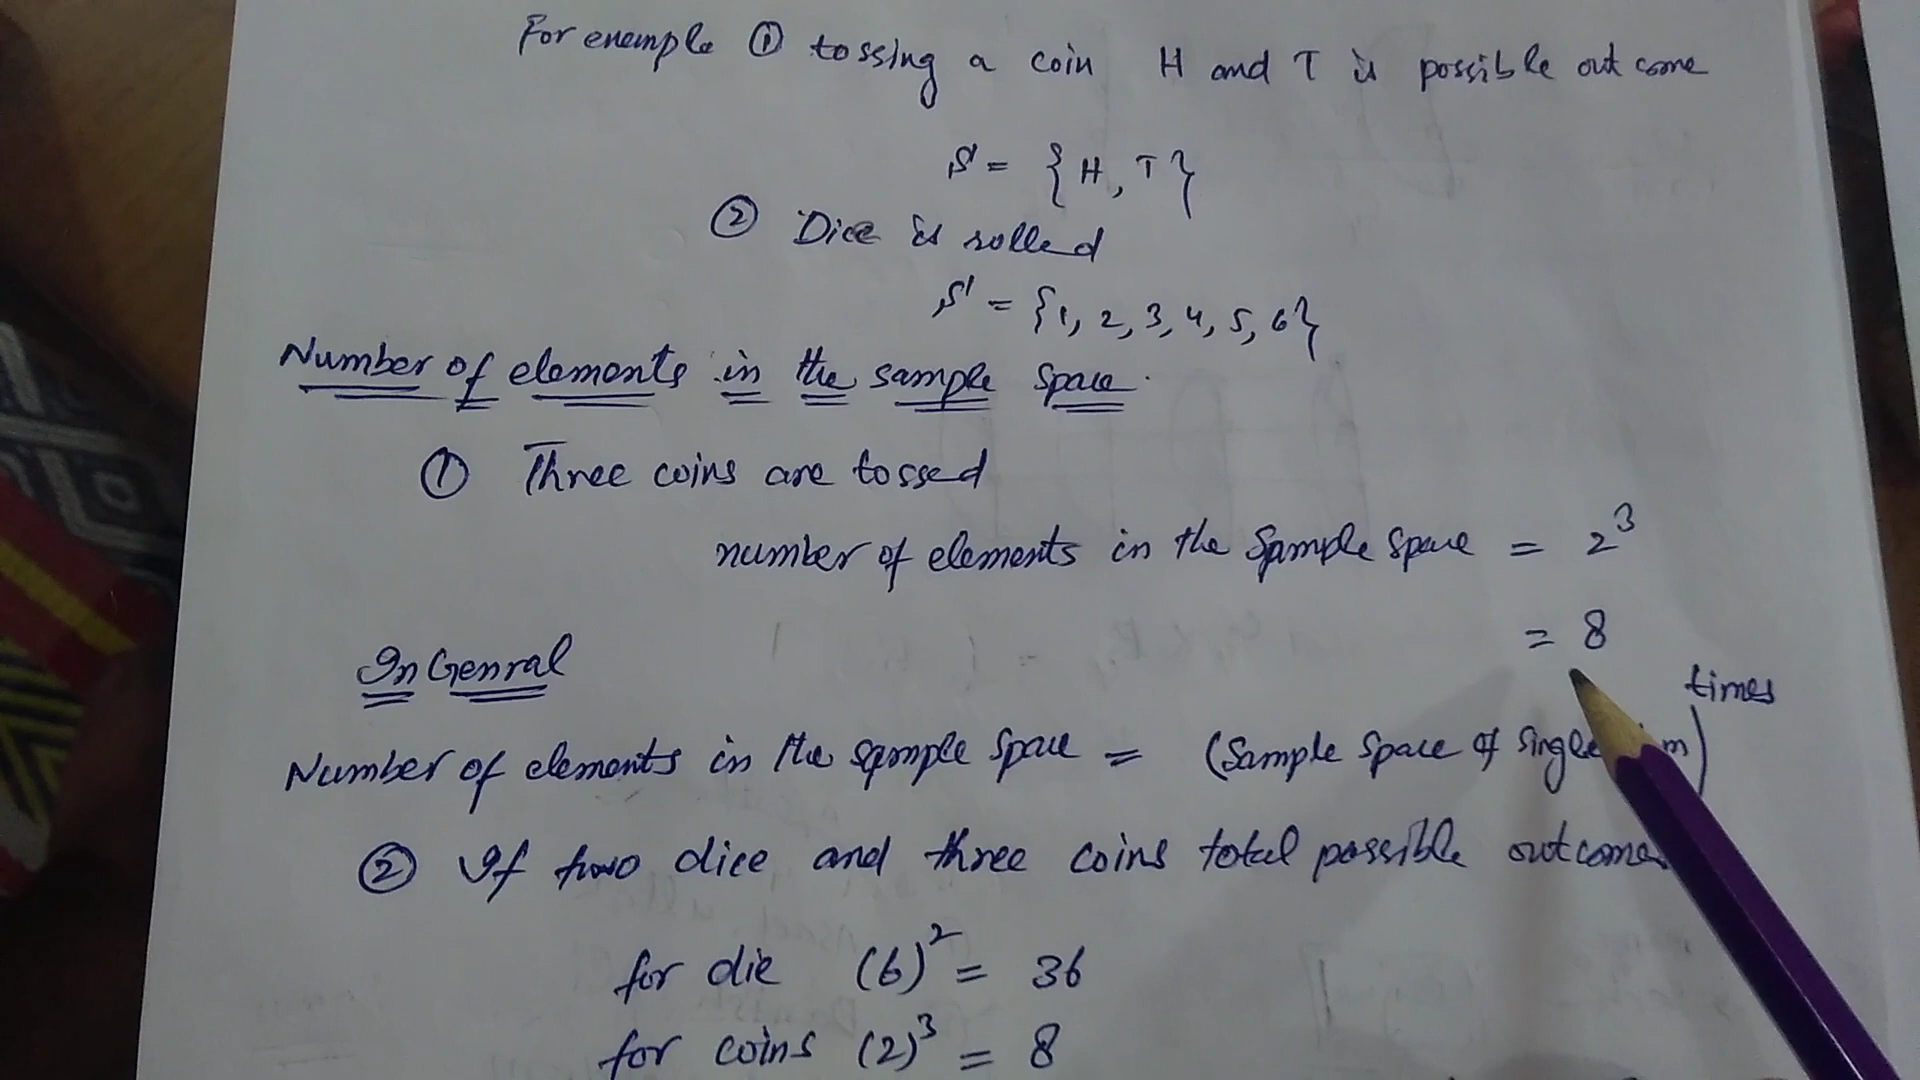 For enemple ① tossing a coin H and T is possible out come
S = {H, T}
② Dice is rolled
S = {1, 2, 3, 4, 5, 6}
Number of elements in the sample space.
① Three coins are tossed
number of elements in the sample space = 2³
= 8
In Genral
Number of elements in the sample space = (Sample space of single) times
② If two dice and three coins total possible outcomes
for die (6)² = 36
for coins (2)³ = 8